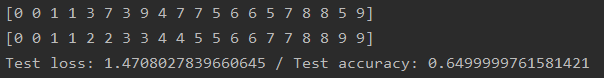 [0 0 1 1 3 7 3 9 4 7 7 5 6 6 5 7 8 8 5 9]
[0 0 1 1 2 2 3 3 4 4 5 5 6 6 7 7 8 8 9 9]
Test loss: 1.4708027839660645 / Test accuracy: 0.6499999761581421